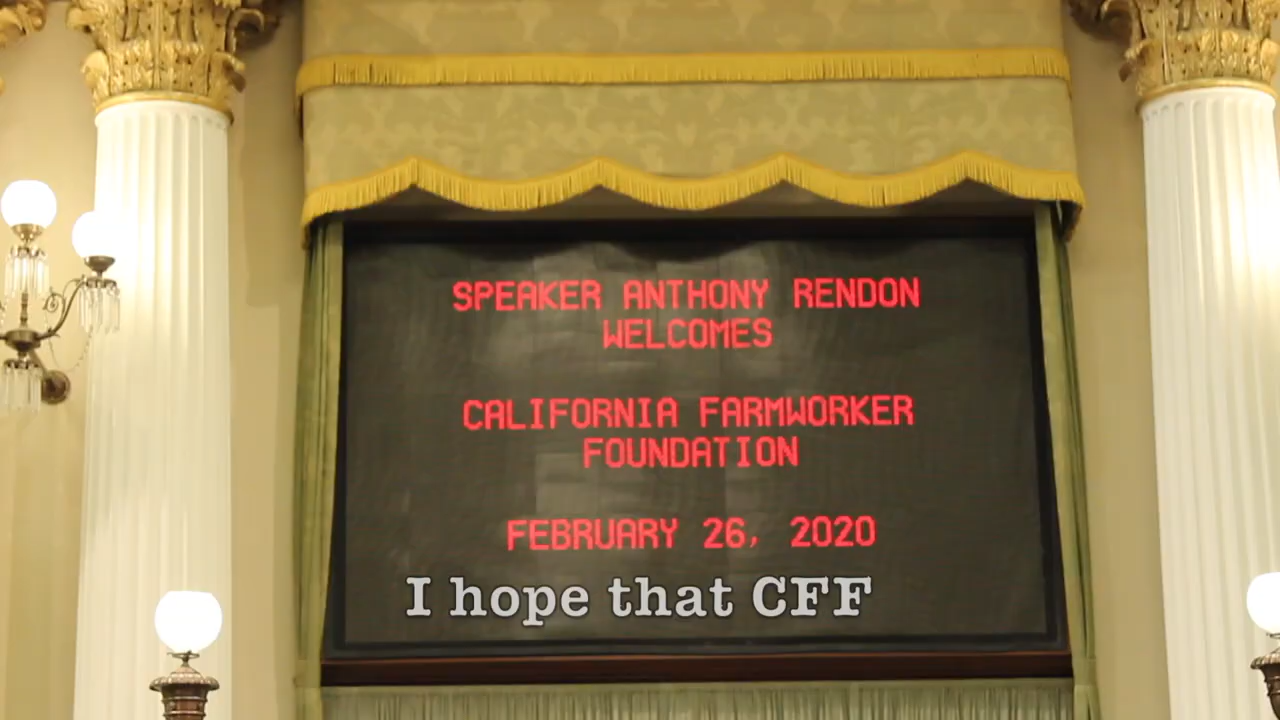 SPEAKER ANTHONY RENDON
WELCOMES
CALIFORNIA FARMWORKER
FOUNDATION
FEBRUARY 26, 2020
I hope that CFF